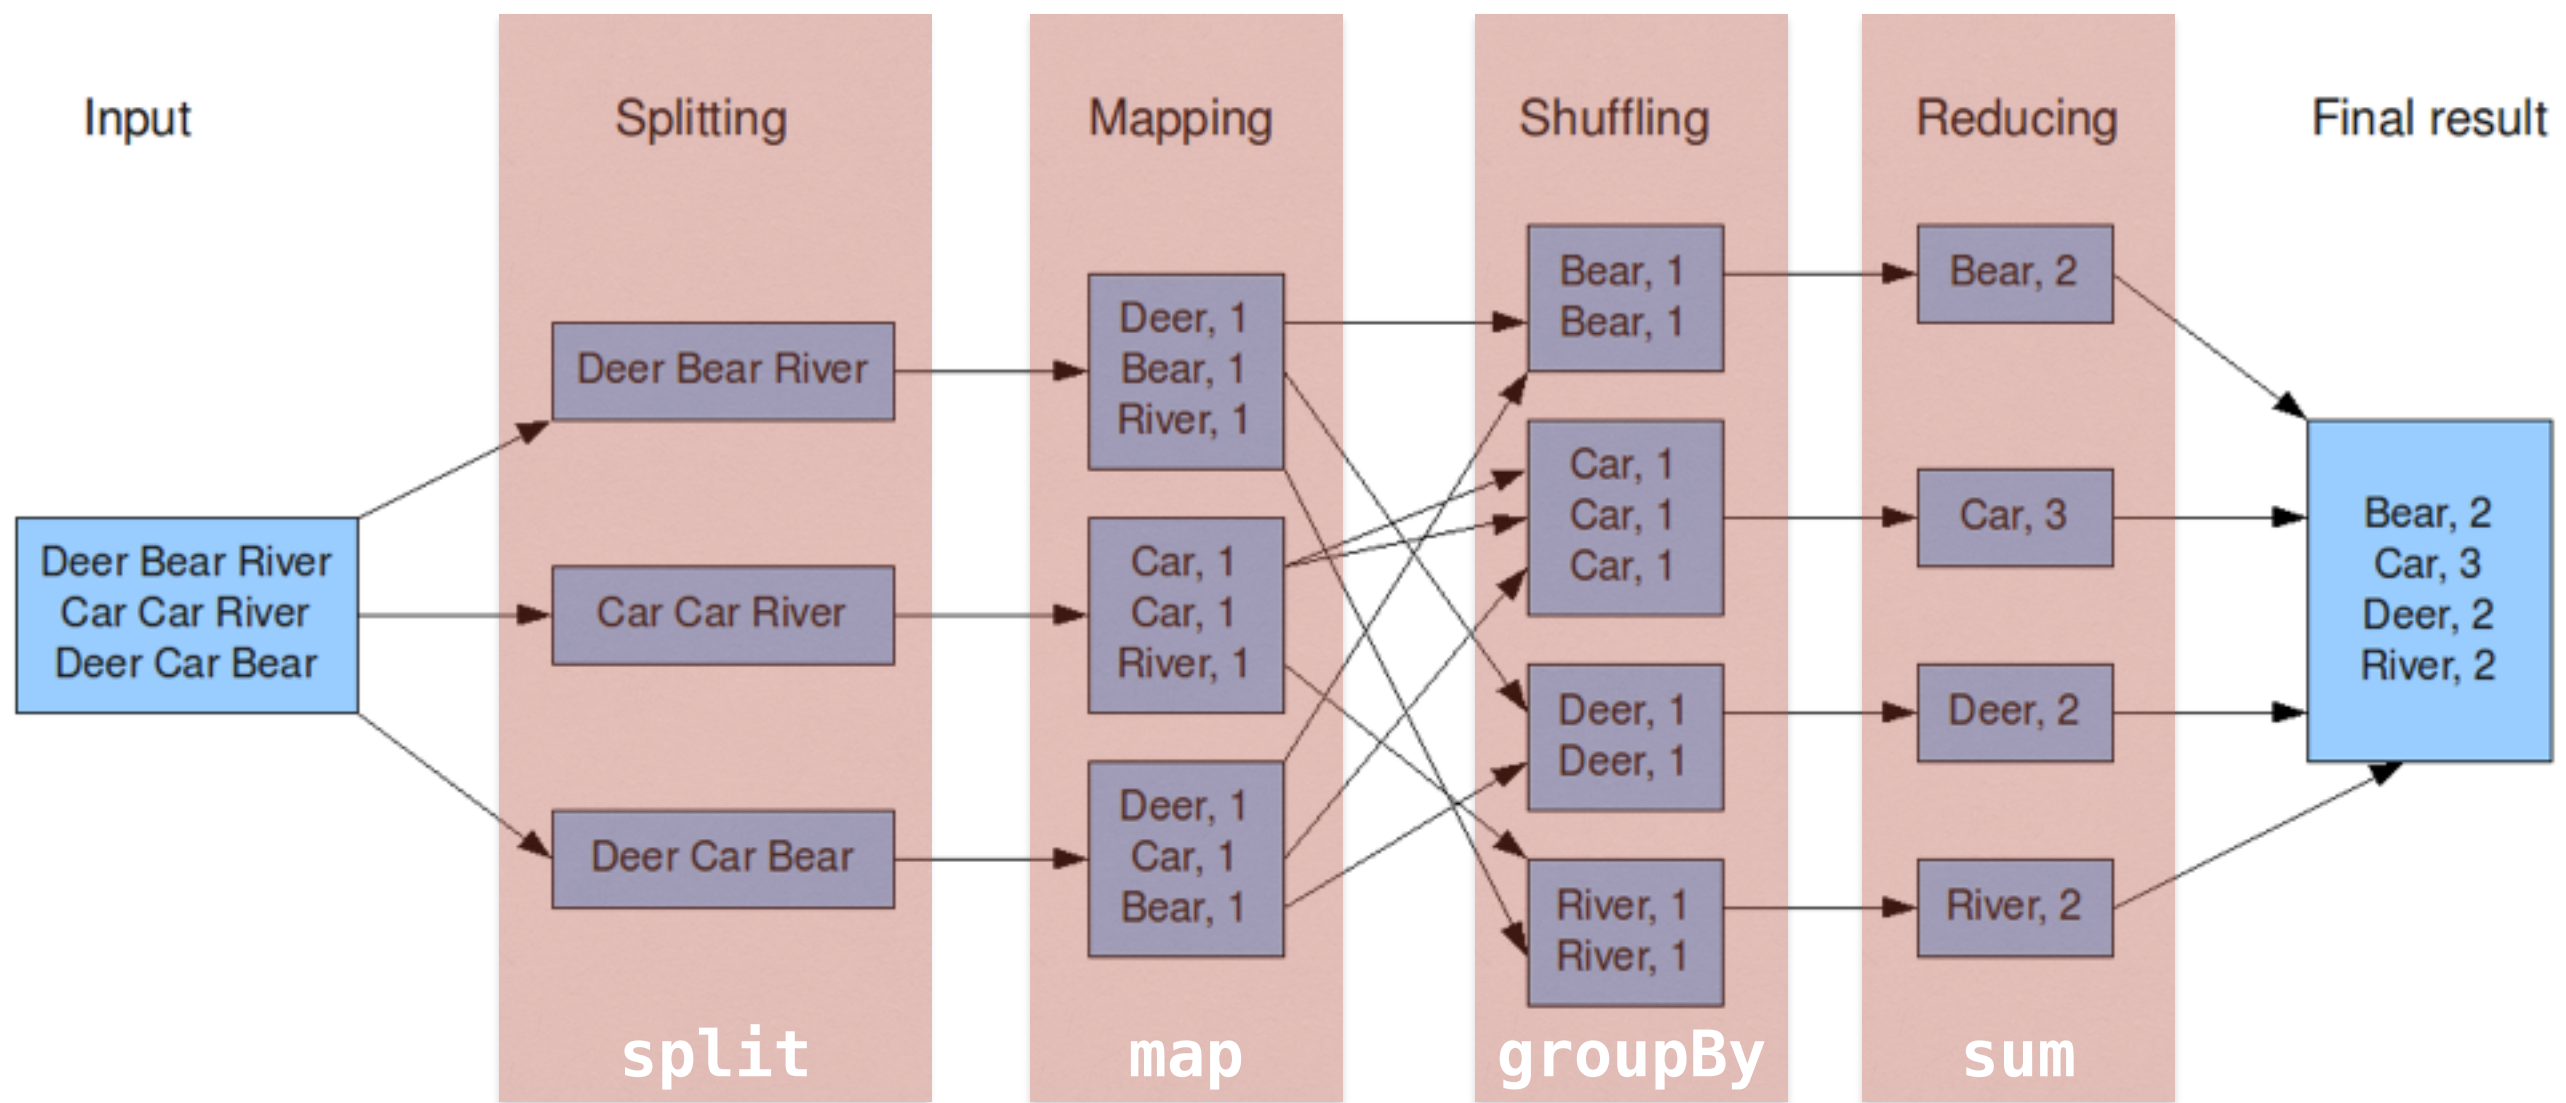 Input
Splitting
Mapping
Shuffling
Reducing
Final result
Deer Bear River
Car Car River
Deer Car Bear
Deer Bear River
Car Car River
Deer Car Bear
Deer, 1
Bear, 1
River, 1
Car, 1
Car, 1
River, 1
Deer, 1
Car, 1
Bear, 1
Bear, 1
Bear, 1
Car, 1
Car, 1
Car, 1
Deer, 1
Deer, 1
River, 1
River, 1
Bear, 2
Car, 3
Deer, 2
River, 2
Bear, 2
Car, 3
Deer, 2
River, 2
split
map
groupBy
sum